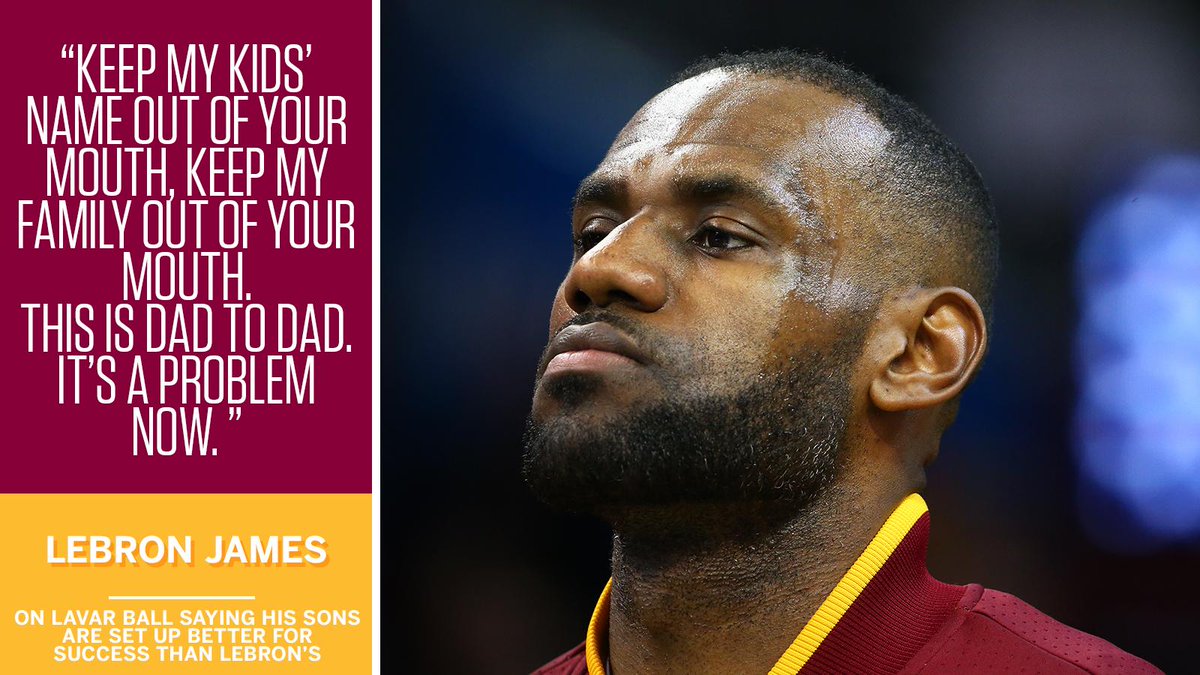 “KEEP MY KIDS’
NAME OUT OF YOUR
MOUTH, KEEP MY
FAMILY OUT OF YOUR
MOUTH.
THIS IS DAD TO DAD.
IT’S A PROBLEM
NOW. ”
LEBRON JAMES
ON LAVAR BALL SAYING HIS SONS
ARE SET UP BETTER FOR
SUCCESS THAN LEBRON'S